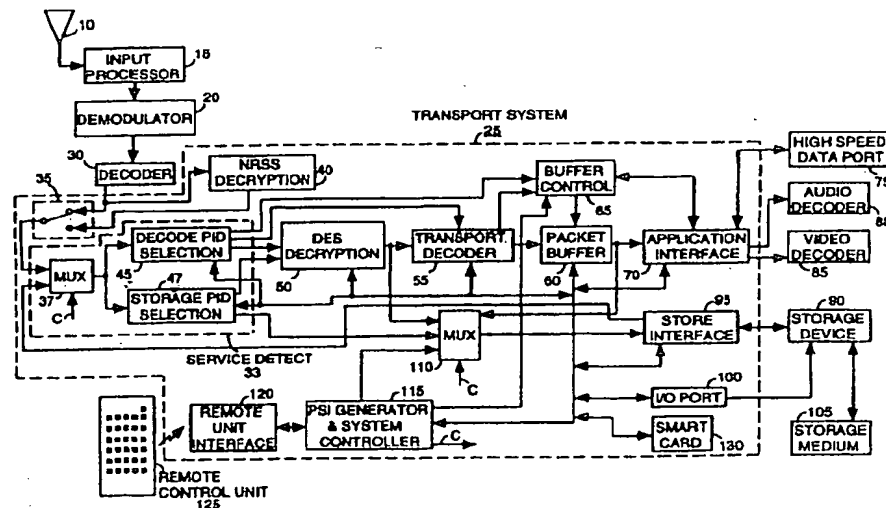 10
INPUT
PROCESSOR
15
20
DEMODULATOR
TRANSPORT SYSTEM
25
30
DECODER
NRSS
DECRYPTION
40
35
BUFFER
CONTROL
65
HIGH SPEED
DATA PORT
75
AUDIO
DECODER
VIDEO
DECODER
85
DECODE PID
SELECTION
45
47
STORAGE PID
SELECTION
MUX
37
C
DES
DECRYPTION
50
TRANSPORT
DECODER
55
PACKET
BUFFER
60
APPLICATION
INTERFACE
70
SERVICE DETECT
33
MUX
110
C
95
STORE
INTERFACE
90
STORAGE
DEVICE
100
I/O PORT
105
STORAGE
MEDIUM
SMART
CARD
130
120
REMOTE
UNIT
INTERFACE
115
PSI GENERATOR
& SYSTEM
CONTROLLER
C
REMOTE
CONTROL UNIT
125